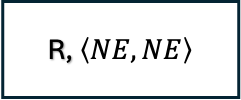 R, ⟨NE, NE⟩